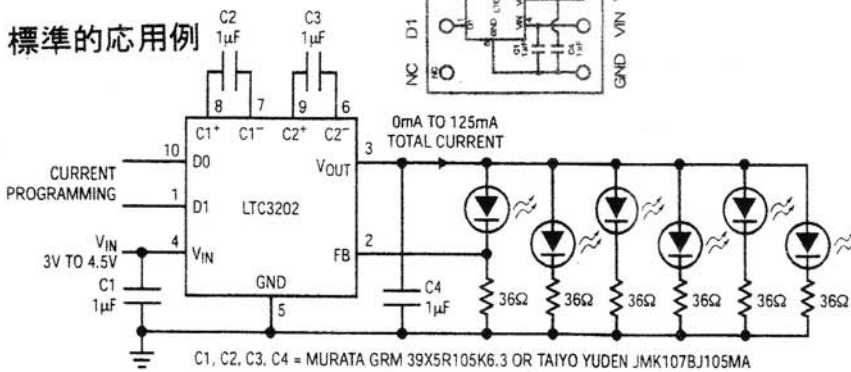 標準的応用例
C2
1µF
C3
1µF
8
7
9
6
C1+
C1−
C2+
C2−
CURRENT
PROGRAMMING
10
D0
1
D1
LTC3202
VIN
3V TO 4.5V
4
VIN
GND
5
VOUT
3
FB
2
0mA TO 125mA
TOTAL CURRENT
C1
1µF
C4
1µF
36Ω
36Ω
36Ω
36Ω
36Ω
36Ω
C1, C2, C3, C4 = MURATA GRM 39X5R105K6.3 OR TAIYO YUDEN JMK107BJ105MA
D1
NC
VIN
GND
GND
VIN